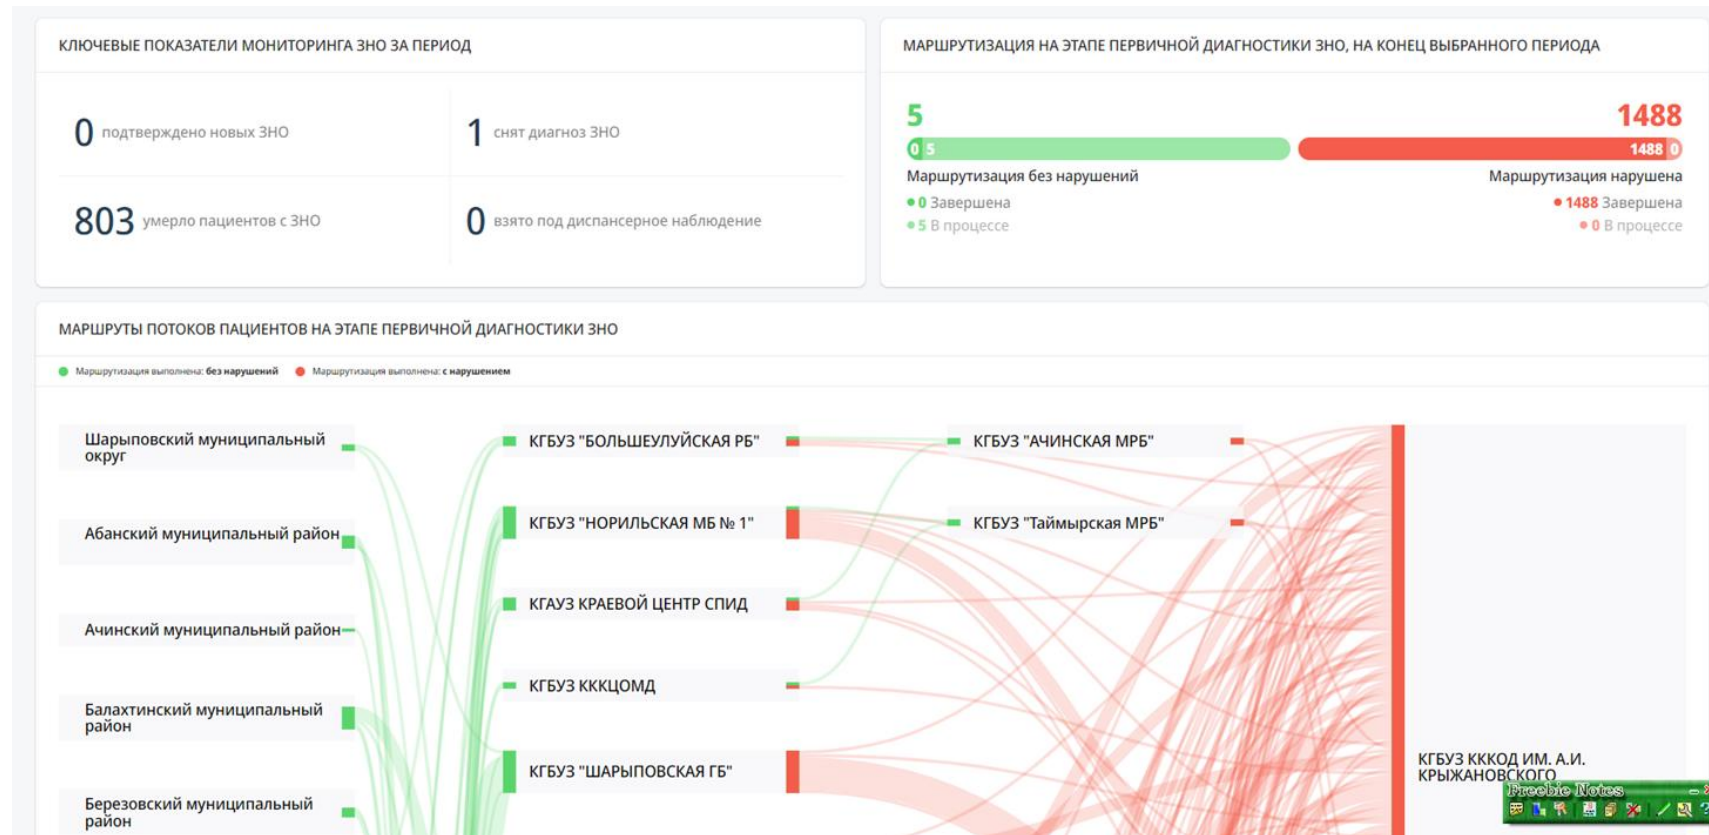 КЛЮЧЕВЫЕ ПОКАЗАТЕЛИ МОНИТОРИНГА ЗНО ЗА ПЕРИОД
0 подтверждено новых ЗНО
1 снят диагноз ЗНО
803 умерло пациентов с ЗНО
0 взято под диспансерное наблюдение
МАРШРУТИЗАЦИЯ НА ЭТАПЕ ПЕРВИЧНОЙ ДИАГНОСТИКИ ЗНО, НА КОНЕЦ ВЫБРАННОГО ПЕРИОДА
5
1488
0 5
1488 0
Маршрутизация без нарушений
Маршрутизация нарушена
0 Завершена
1488 Завершена
5 В процессе
0 В процессе
МАРШРУТЫ ПОТОКОВ ПАЦИЕНТОВ НА ЭТАПЕ ПЕРВИЧНОЙ ДИАГНОСТИКИ ЗНО
Маршрутизация выполнена: без нарушений
Маршрутизация выполнена: с нарушением
Шарыповский муниципальный
округ
Абанский муниципальный район
Ачинский муниципальный район
Балахтинский муниципальный
район
Березовский муниципальный
район
КГБУЗ "БОЛЬШЕУЛУЙСКАЯ РБ"
КГБУЗ "НОРИЛЬСКАЯ МБ № 1"
КГАУЗ КРАЕВОЙ ЦЕНТР СПИД
КГБУЗ КККЦОМД
КГБУЗ "ШАРЫПОВСКАЯ ГБ"
КГБУЗ "АЧИНСКАЯ МРБ"
КГБУЗ "Таймырская МРБ"
КГБУЗ КККОД ИМ. А.И.
КРЫЖАНОВСКОГО
Freebie Notes